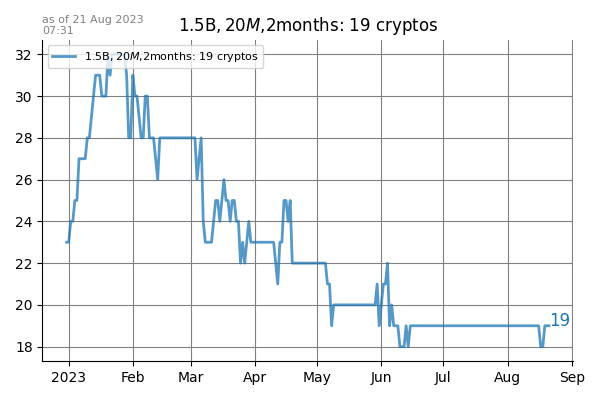 as of 21 Aug 2023
07:31
1.5B, 20M,2months: 19 cryptos
1.5B, 20M,2months: 19 cryptos
32
30
28
26
24
22
20
18
19
2023 Feb Mar Apr May Jun Jul Aug Sep